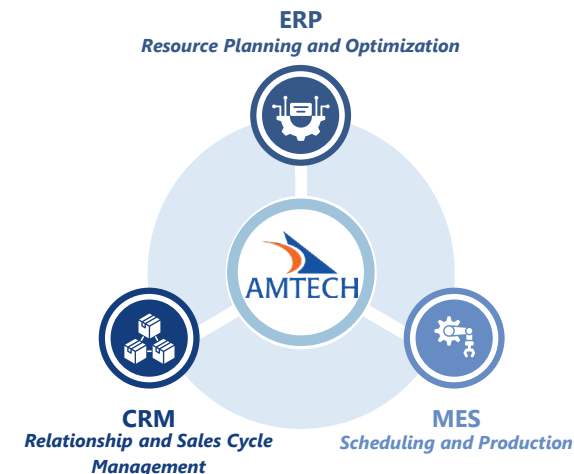 ERP
Resource Planning and Optimization
AMTECH
CRM
Relationship and Sales Cycle
Management
MES
Scheduling and Production